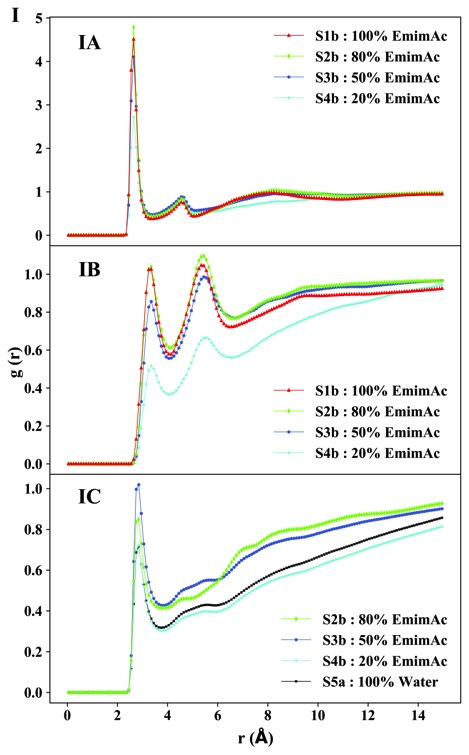 I
IA
S1b : 100% EmimAc
S2b : 80% EmimAc
S3b : 50% EmimAc
S4b : 20% EmimAc
5
4
3
2
1
0
IB
S1b : 100% EmimAc
S2b : 80% EmimAc
S3b : 50% EmimAc
S4b : 20% EmimAc
1.0
0.8
0.6
0.4
0.2
0.0
g (r)
IC
S2b : 80% EmimAc
S3b : 50% EmimAc
S4b : 20% EmimAc
S5a : 100% Water
1.0
0.8
0.6
0.4
0.2
0.0
0 2 4 6 8 10 12 14
r (Å)